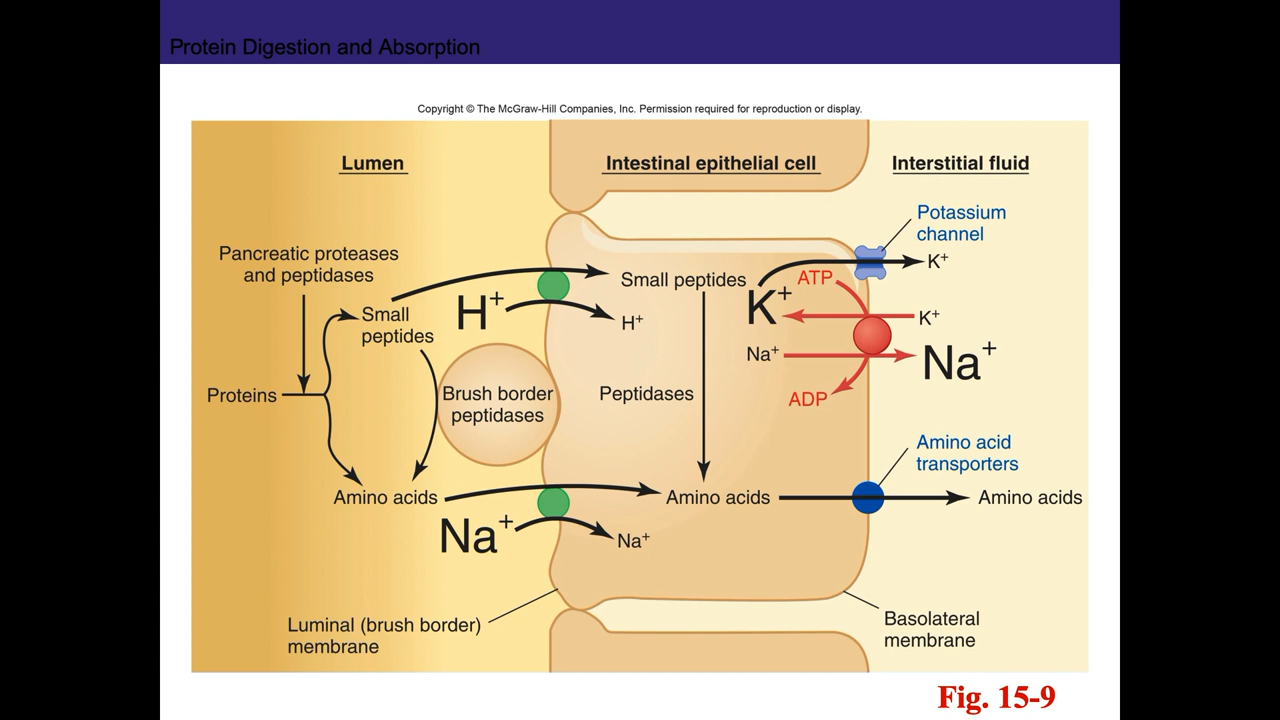 Protein Digestion and Absorption
Copyright © The McGraw-Hill Companies, Inc. Permission required for reproduction or display.
Lumen
Intestinal epithelial cell
Interstitial fluid
Potassium
channel
Pancreatic proteases
and peptidases
Small peptides
K⁺
ATP
K⁺
Small
peptides
H⁺
H⁺
K⁺
Na⁺
Na⁺
ADP
Proteins
Brush border
peptidases
Peptidases
Amino acid
transporters
Amino acids
Amino acids
Amino acids
Na⁺
Na⁺
Luminal (brush border)
membrane
Basolateral
membrane
Fig. 15-9